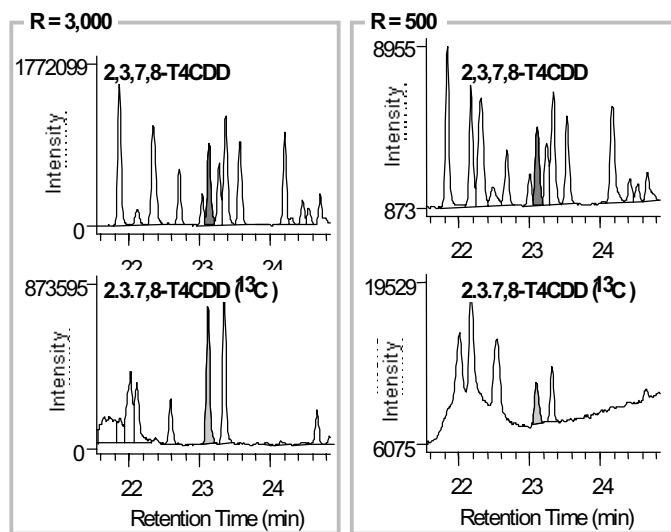 R = 3,000
1772099
2,3,7,8-T4CDD
Intensity
0
22 23 24
873595
2.3.7,8-T4CDD (13C)
Intensity
0
22 23 24
Retention Time (min)
R = 500
8955
2,3,7,8-T4CDD
Intensity
873
22 23 24
19529
2.3.7,8-T4CDD (13C)
Intensity
6075
22 23 24
Retention Time (min)